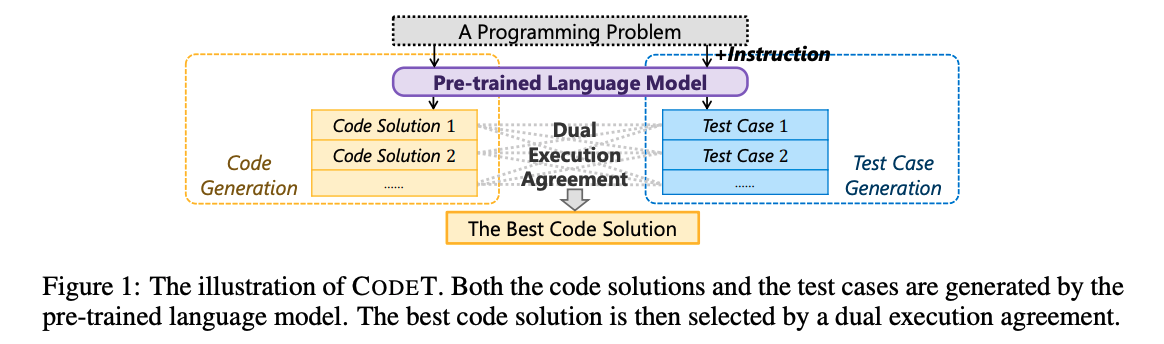 A Programming Problem
+Instruction
Pre-trained Language Model
Code Solution 1
Code Solution 2
......
Code
Generation
Dual
Execution
Agreement
Test Case 1
Test Case 2
......
Test Case
Generation
The Best Code Solution
Figure 1: The illustration of CODET. Both the code solutions and the test cases are generated by the
pre-trained language model. The best code solution is then selected by a dual execution agreement.